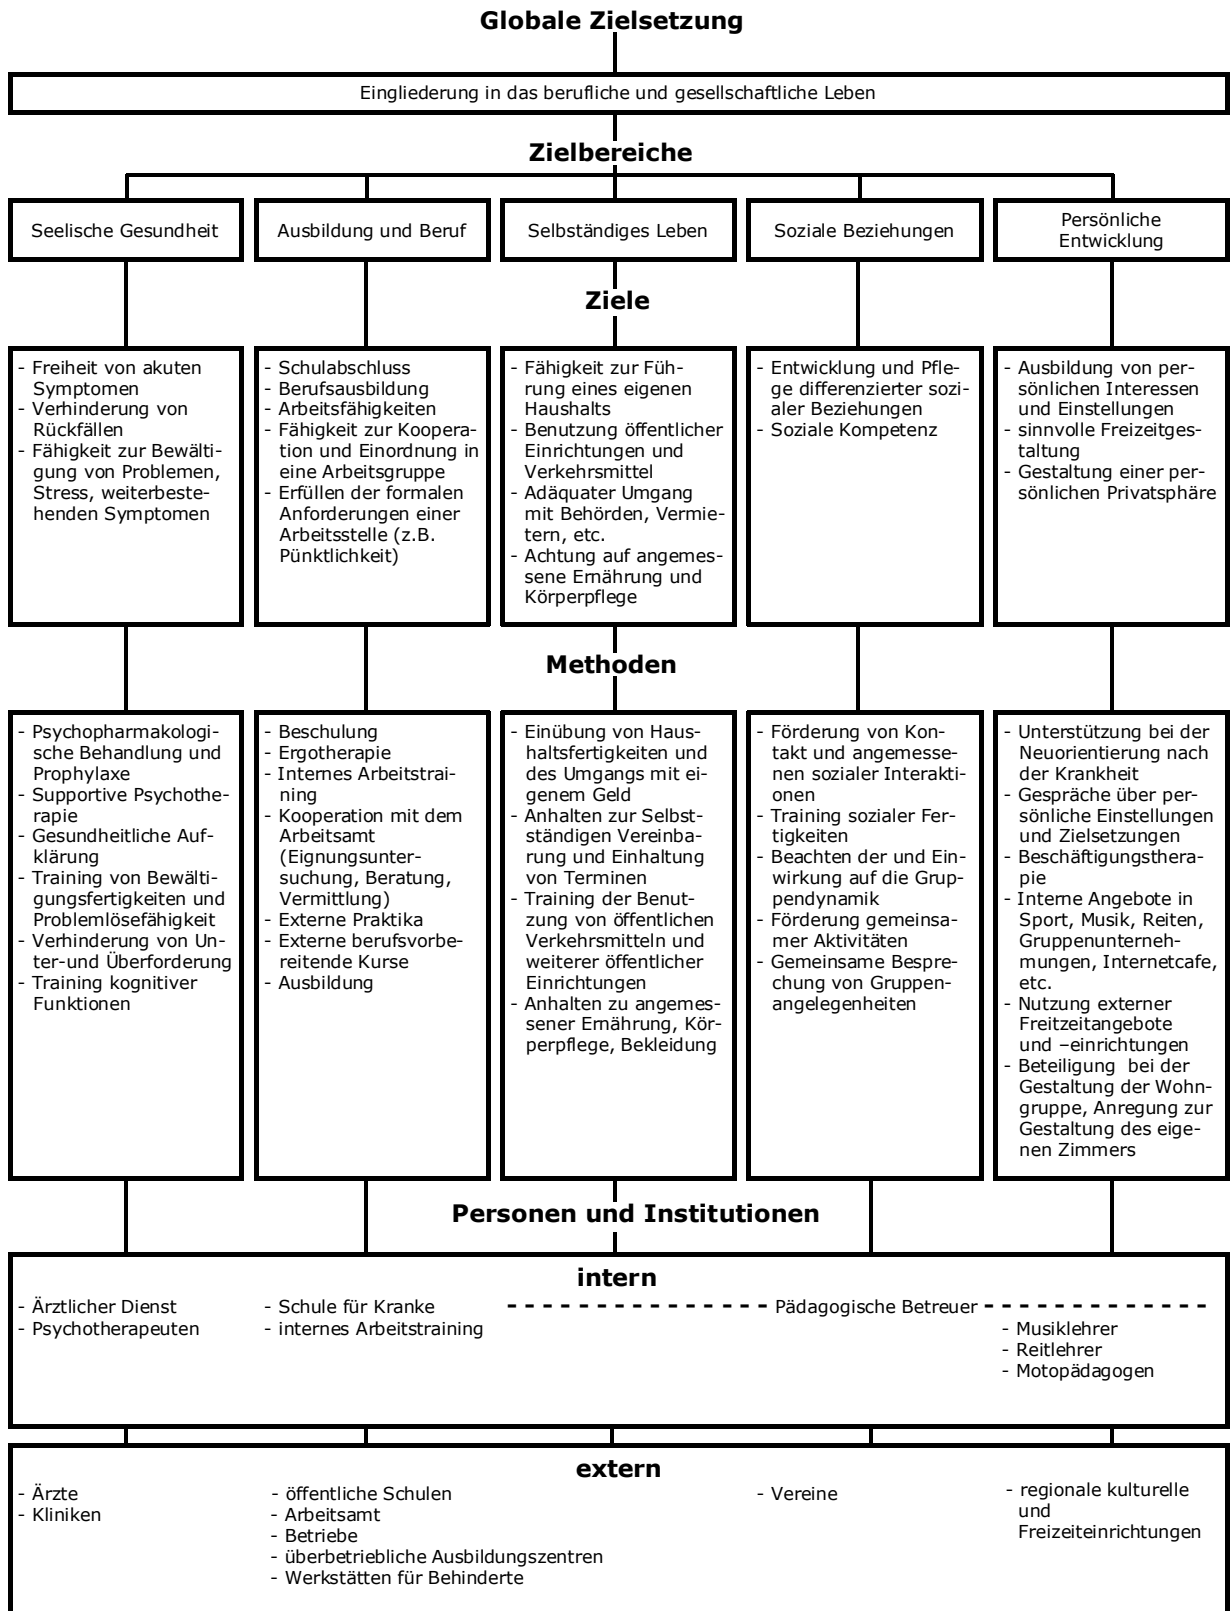 Globale Zielsetzung
Eingliederung in das berufliche und gesellschaftliche Leben
Zielbereiche
Seelische Gesundheit
Ausbildung und Beruf
Selbständiges Leben
Soziale Beziehungen
Persönliche
Entwicklung
Ziele
- Freiheit von akuten
Symptomen
- Verhinderung von
Rückfällen
- Fähigkeit zur Bewälti-
gung von Problemen,
Stress, weiterbeste-
henden Symptomen
- Schulabschluss
- Berufsausbildung
- Arbeitsfähigkeiten
- Fähigkeit zur Koopera-
tion und Einordnung in
eine Arbeitsgruppe
- Erfüllen der formalen
Anforderungen einer
Arbeitsstelle (z.B.
Pünktlichkeit)
- Fähigkeit zur Füh-
rung eines eigenen
Haushalts
- Benutzung öffentlicher
Einrichtungen und
Verkehrsmittel
- Adäquater Umgang
mit Behörden, Vermie-
tern, etc.
- Achtung auf angemes-
sene Ernährung und
Körperpflege
- Entwicklung und Pfle-
ge differenzierter sozi-
aler Beziehungen
- Soziale Kompetenz
- Ausbildung von per-
sönlichen Interessen
und Einstellungen
- sinnvolle Freizeitges-
taltung
- Gestaltung einer per-
sönlichen Privatsphäre
Methoden
- Psychopharmakologi-
sche Behandlung und
Prophylaxe
- Supportive Psychothe-
rapie
- Gesundheitliche Auf-
klärung
- Training von Bewälti-
gungsfertigkeiten und
Problemlösefähigkeit
- Verhinderung von Un-
ter-und Überforderung
- Training kognitiver
Funktionen
- Beschulung
- Ergotherapie
- Internes Arbeitstrai-
ning
- Kooperation mit dem
Arbeitsamt
(Eignungsunter-
suchung, Beratung,
Vermittlung)
- Externe Praktika
- Externe berufsvorbe-
reitende Kurse
- Ausbildung
- Einübung von Haus-
haltsfertigkeiten und
des Umgangs mit ei-
genem Geld
- Anhalten zur Selbst-
ständigen Vereinba-
rung und Einhaltung
von Terminen
- Training der Benut-
zung von öffentlichen
Verkehrsmitteln und
weiterer öffentlicher
Einrichtungen
- Anhalten zu angemes-
sener Ernährung, Kör-
perpflege, Bekleidung
- Förderung von Kon-
takt und angemesse-
nen sozialer Interakti-
onen
- Training sozialer Fer-
tigkeiten
- Beachten der und Ein-
wirkung auf die Grup-
pendynamik
- Förderung gemeinsa-
mer Aktivitäten
- Gemeinsame Bespre-
chung von Gruppen-
angelegenheiten
- Unterstützung bei der
Neuorientierung nach
der Krankheit
- Gespräche über per-
sönliche Einstellungen
und Zielsetzungen
- Beschäftigungsthera-
pie
- Interne Angebote in
Sport, Musik, Reiten,
Gruppenunterneh-
mungen, Internetcafe,
etc.
- Nutzung externer
Freitzeitangebote
und –einrichtungen
- Beteiligung bei der
Gestaltung der Wohn-
gruppe, Anregung zur
Gestaltung des eige-
nen Zimmers
Personen und Institutionen
intern
- Ärztlicher Dienst
- Psychotherapeuten
- Schule für Kranke
- internes Arbeitstraining
Pädagogische Betreuer
- Musiklehrer
- Reitlehrer
- Motopädagogen
extern
- Ärzte
- Kliniken
- öffentliche Schulen
- Arbeitsamt
- Betriebe
- überbetriebliche Ausbildungszentren
- Werkstätten für Behinderte
- Vereine
- regionale kulturelle
und
Freizeiteinrichtungen